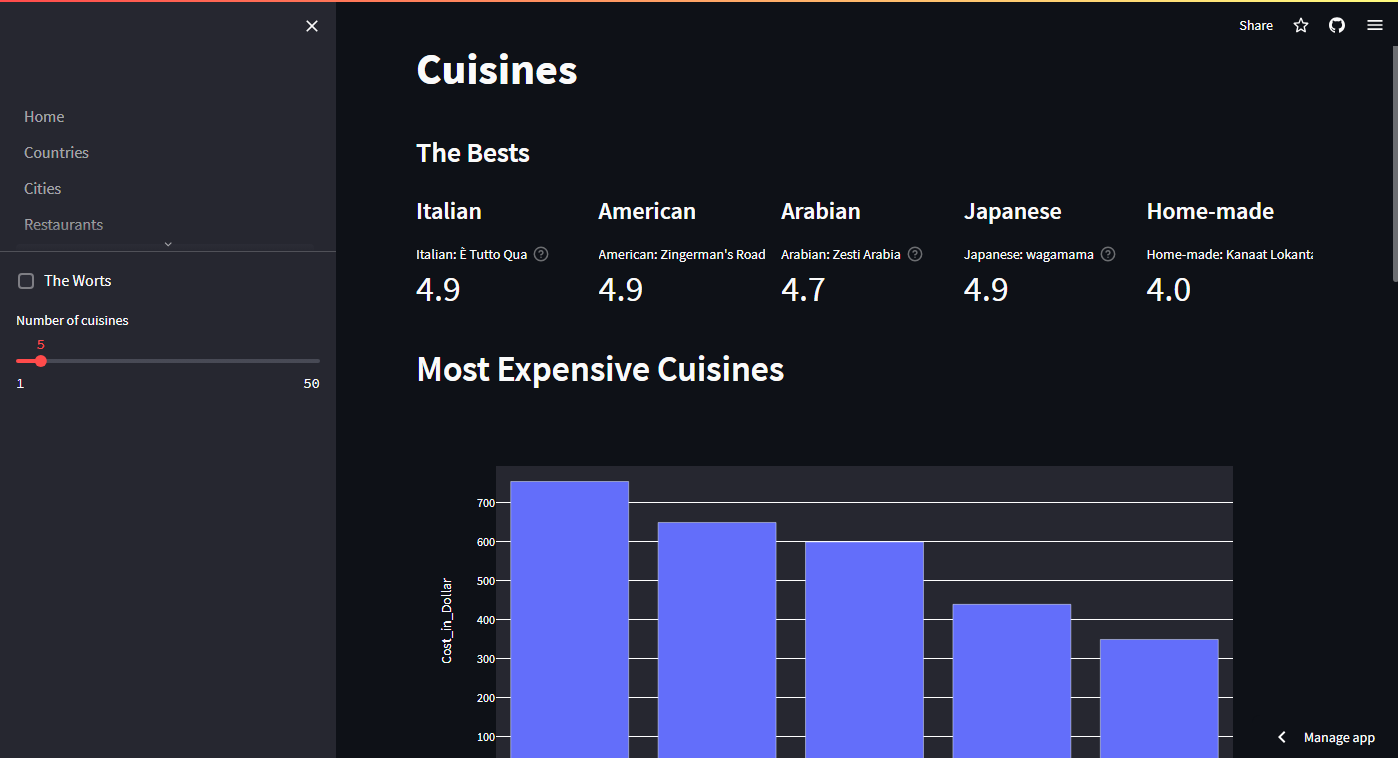 Share
Home
Countries
Cities
Restaurants
The Worts
Number of cuisines
5
1 50
Cuisines
The Bests
Italian American Arabian Japanese Home-made
Italian: È Tutto Qua American: Zingerman's Road Arabian: Zesti Arabia Japanese: wagamama Home-made: Kanaat Lokanta
4.9 4.9 4.7 4.9 4.0
Most Expensive Cuisines
Cost_in_Dollar
700
600
500
400
300
200
100
Manage app